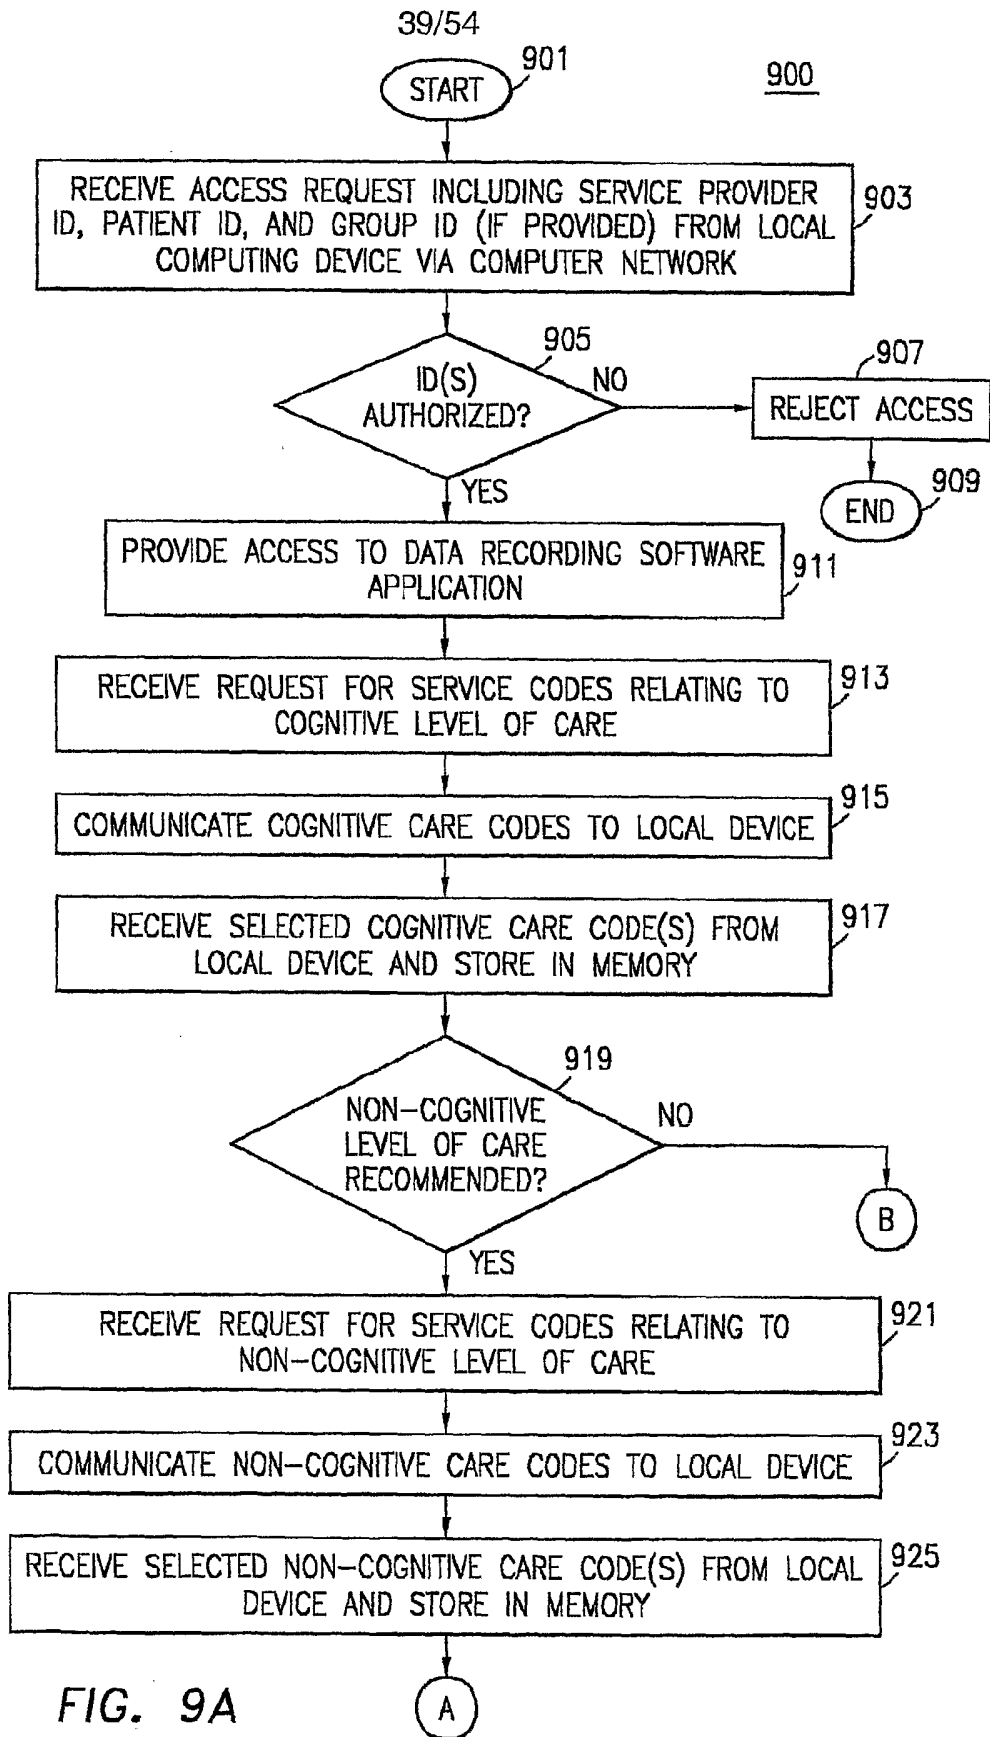 39/54
901
START
900
RECEIVE ACCESS REQUEST INCLUDING SERVICE PROVIDER
ID, PATIENT ID, AND GROUP ID (IF PROVIDED) FROM LOCAL
COMPUTING DEVICE VIA COMPUTER NETWORK
903
905
ID(S)
AUTHORIZED?
NO
907
REJECT ACCESS
YES
END
909
PROVIDE ACCESS TO DATA RECORDING SOFTWARE
APPLICATION
911
RECEIVE REQUEST FOR SERVICE CODES RELATING TO
COGNITIVE LEVEL OF CARE
913
COMMUNICATE COGNITIVE CARE CODES TO LOCAL DEVICE
915
RECEIVE SELECTED COGNITIVE CARE CODE(S) FROM
LOCAL DEVICE AND STORE IN MEMORY
917
919
NON-COGNITIVE
LEVEL OF CARE
RECOMMENDED?
NO
B
YES
RECEIVE REQUEST FOR SERVICE CODES RELATING TO
NON-COGNITIVE LEVEL OF CARE
921
COMMUNICATE NON-COGNITIVE CARE CODES TO LOCAL DEVICE
923
RECEIVE SELECTED NON-COGNITIVE CARE CODE(S) FROM LOCAL
DEVICE AND STORE IN MEMORY
925
FIG. 9A
A